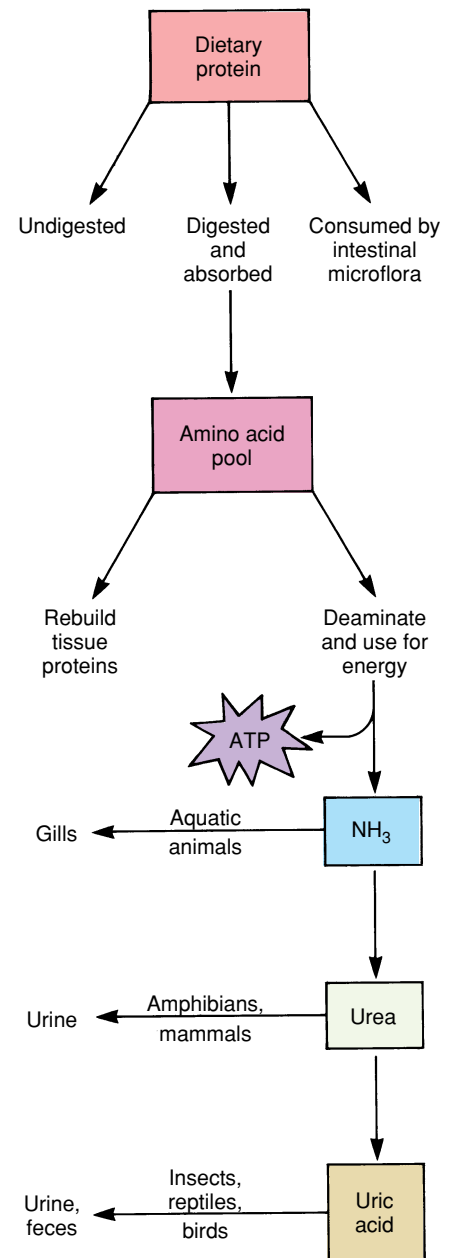 Dietary
protein
Undigested
Digested
and
absorbed
Consumed by
intestinal
microflora
Amino acid
pool
Rebuild
tissue
proteins
Deaminate
and use for
energy
ATP
NH₃
Aquatic
animals
Gills
Urea
Amphibians,
mammals
Urine
Uric
acid
Insects,
reptiles,
birds
Urine,
feces